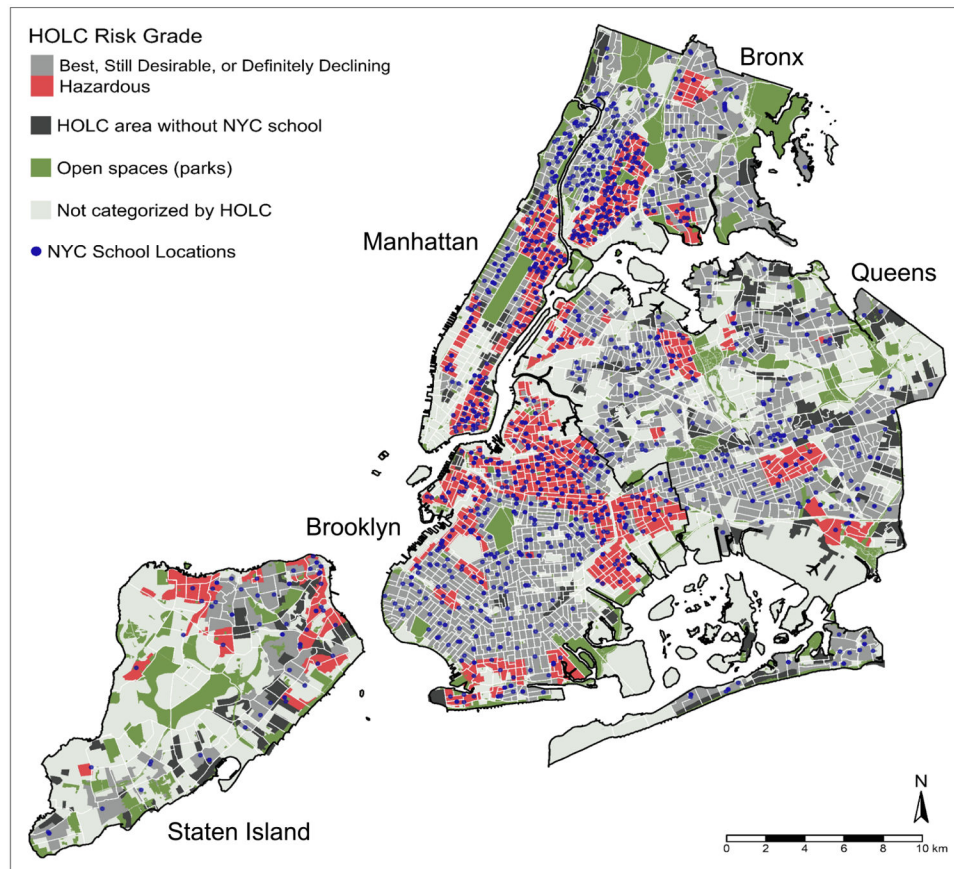 HOLC Risk Grade
Best, Still Desirable, or Definitely Declining
Hazardous
HOLC area without NYC school
Open spaces (parks)
Not categorized by HOLC
NYC School Locations
Bronx
Manhattan
Queens
Brooklyn
Staten Island
N
0 2 4 6 8 10 km